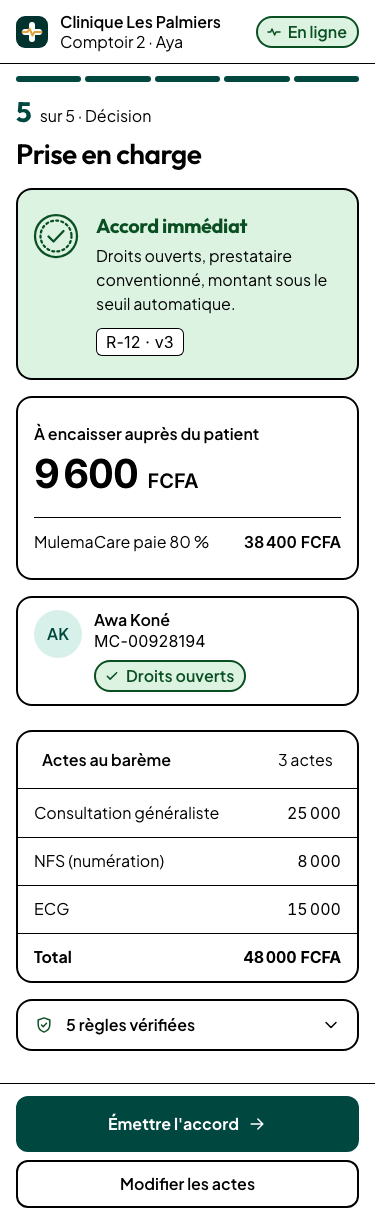 Clinique Les Palmiers
Comptoir 2 · Aya
En ligne
5 sur 5 · Décision
Prise en charge
Accord immédiat
Droits ouverts, prestataire
conventionné, montant sous le
seuil automatique.
R-12 · v3
À encaisser auprès du patient
9 600 FCFA
MulemaCare paie 80 % 38 400 FCFA
AK
Awa Koné
MC-00928194
Droits ouverts
Actes au barème 3 actes
Consultation généraliste 25 000
NFS (numération) 8 000
ECG 15 000
Total 48 000 FCFA
5 règles vérifiées
Émettre l'accord →
Modifier les actes